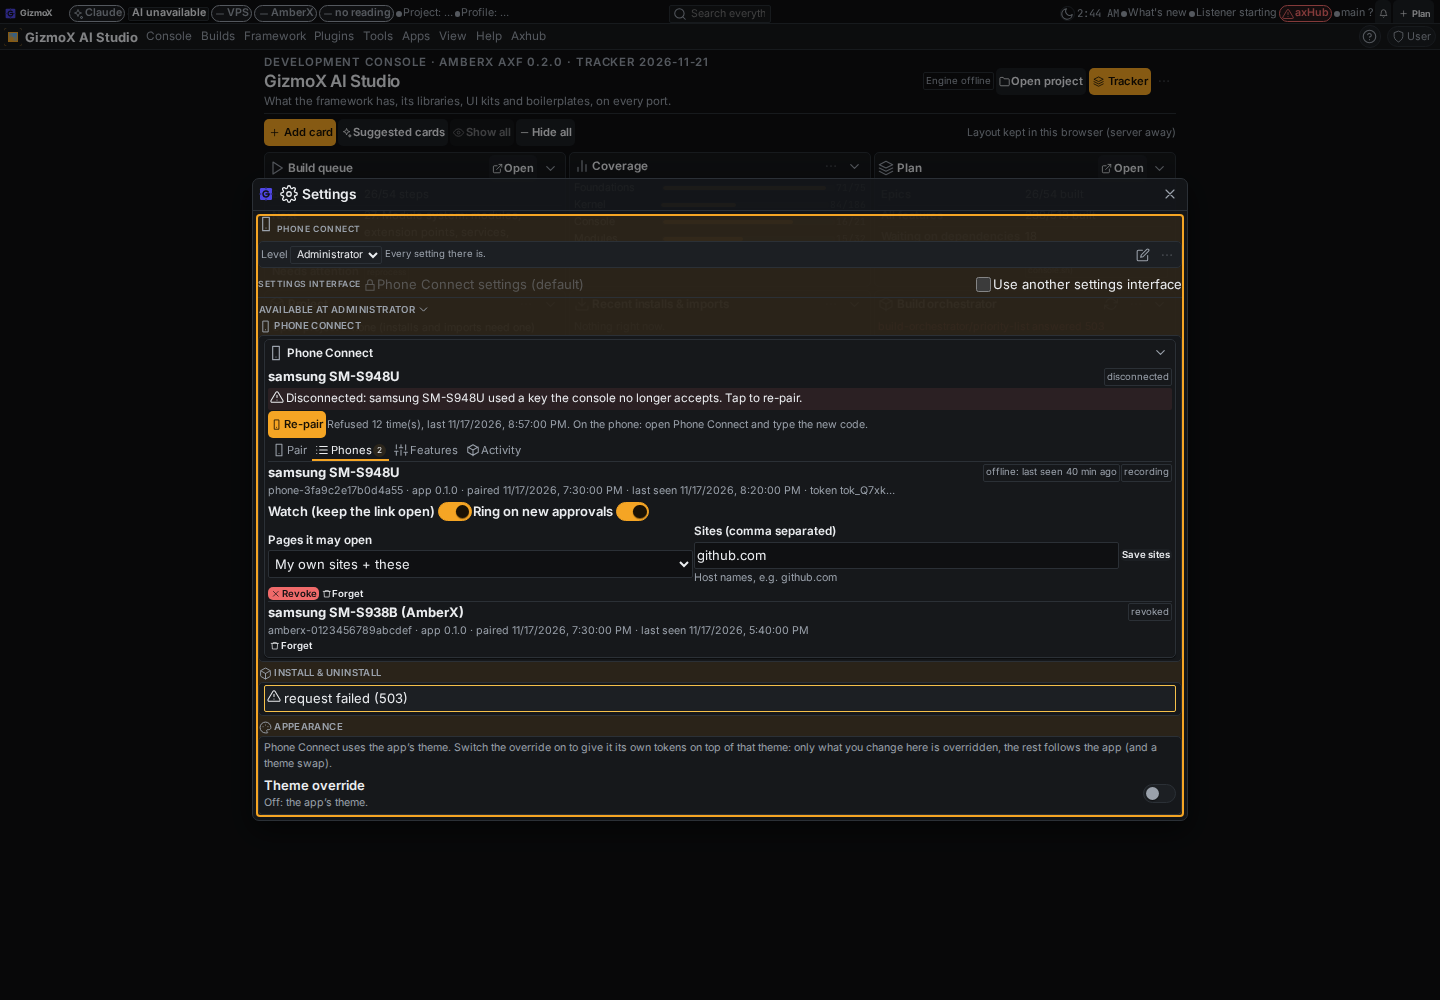 GizmoX Claude AI unavailable VPS AmberX no reading Project: ... Profile: ... Search everyth 2:44 AM What's new Listener starting axHub main ? Plan
GizmoX AI Studio Console Builds Framework Plugins Tools Apps View Help Axhub User
DEVELOPMENT CONSOLE · AMBERX AXF 0.2.0 · TRACKER 2026-11-21
GizmoX AI Studio
Engine offline Open project Tracker
What the framework has, its libraries, UI kits and boilerplates, on every port.
Add card Suggested cards Show all Hide all Layout kept in this browser (server away)
Build queue Open Coverage Plan Open
Settings
PHONE CONNECT
Level Administrator Every setting there is.
SETTINGS INTERFACE Phone Connect settings (default) Use another settings interface
AVAILABLE AT ADMINISTRATOR
PHONE CONNECT
Phone Connect
samsung SM-S948U disconnected
Disconnected: samsung SM-S948U used a key the console no longer accepts. Tap to re-pair.
Re-pair Refused 12 time(s), last 11/17/2026, 8:57:00 PM. On the phone: open Phone Connect and type the new code.
Pair Phones 2 Features Activity
samsung SM-S948U offline: last seen 40 min ago recording
phone-3fa9c2e17b0d4a55 · app 0.1.0 · paired 11/17/2026, 7:30:00 PM · last seen 11/17/2026, 8:20:00 PM · token tok_Q7xk...
Watch (keep the link open) Ring on new approvals
Pages it may open Sites (comma separated)
My own sites + these github.com Save sites
Host names, e.g. github.com
Revoke Forget
samsung SM-S938B (AmberX) revoked
amberx-0123456789abcdef · app 0.1.0 · paired 11/17/2026, 7:30:00 PM · last seen 11/17/2026, 5:40:00 PM
Forget
INSTALL & UNINSTALL
request failed (503)
APPEARANCE
Phone Connect uses the app's theme. Switch the override on to give it its own tokens on top of that theme: only what you change here is overridden, the rest follows the app (and a
theme swap).
Theme override
Off: the app's theme.